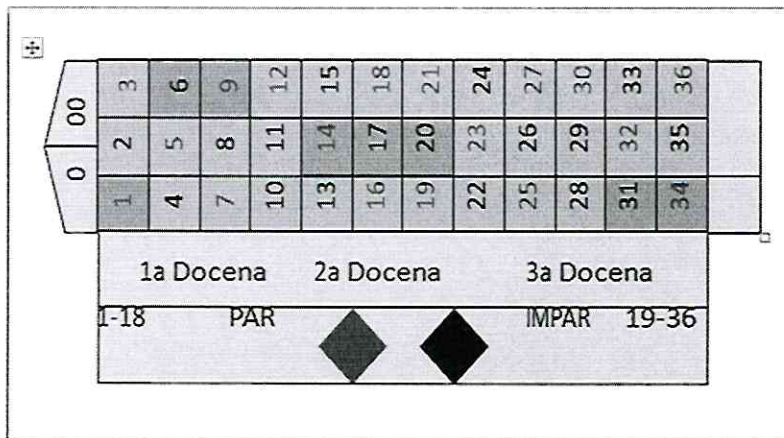 00
3 6 9 12 15 18 21 24 27 30 33 36
0
2 5 8 11 14 17 20 23 26 29 32 35
1 4 7 10 13 16 19 22 25 28 31 34
1a Docena 2a Docena 3a Docena
1-18 PAR IMPAR 19-36